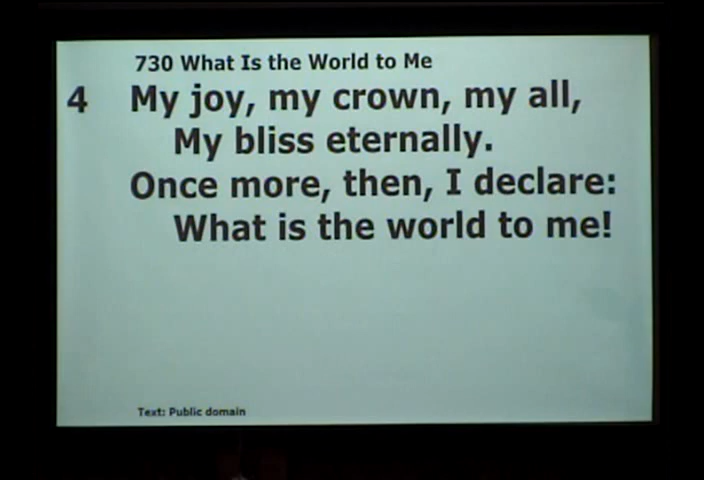 730 What Is the World to Me
4 My joy, my crown, my all,
My bliss eternally.
Once more, then, I declare:
What is the world to me!
Text: Public domain